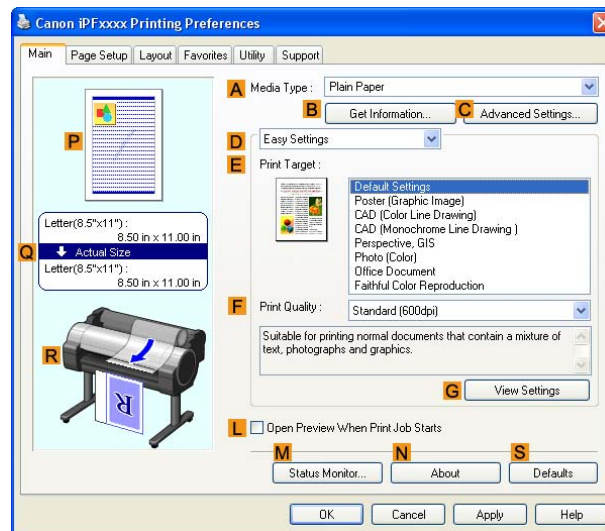 Canon iPFxxxx Printing Preferences
Main Page Setup Layout Favorites Utility Support
A Media Type : Plain Paper
B Get Information... C Advanced Settings...
D Easy Settings
E Print Target :
P
Default Settings
Poster (Graphic Image)
CAD (Color Line Drawing)
CAD (Monochrome Line Drawing )
Perspective, GIS
Photo (Color)
Office Document
Faithful Color Reproduction
Letter(8.5"x11") :
8.50 in x 11.00 in
Q Actual Size
Letter(8.5"x11") :
8.50 in x 11.00 in
F Print Quality : Standard (600dpi)
Suitable for printing normal documents that contain a mixture of
text, photographs and graphics.
R
R
G View Settings
L Open Preview When Print Job Starts
M N S
Status Monitor... About Defaults
OK Cancel Apply Help